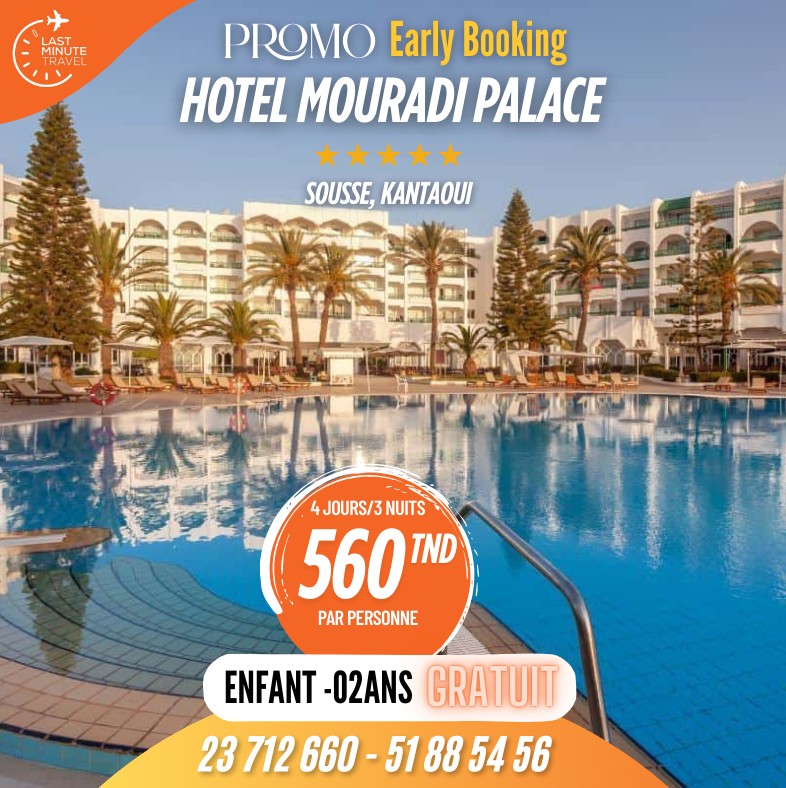 LAST
MINUTE
TRAVEL
PROMO Early Booking
HOTEL MOURADI PALACE
SOUSSE, KANTAOUI
4 JOURS/3 NUITS
560 TND
PAR PERSONNE
ENFANT -02ANS GRATUIT
23 712 660 - 51 88 54 56